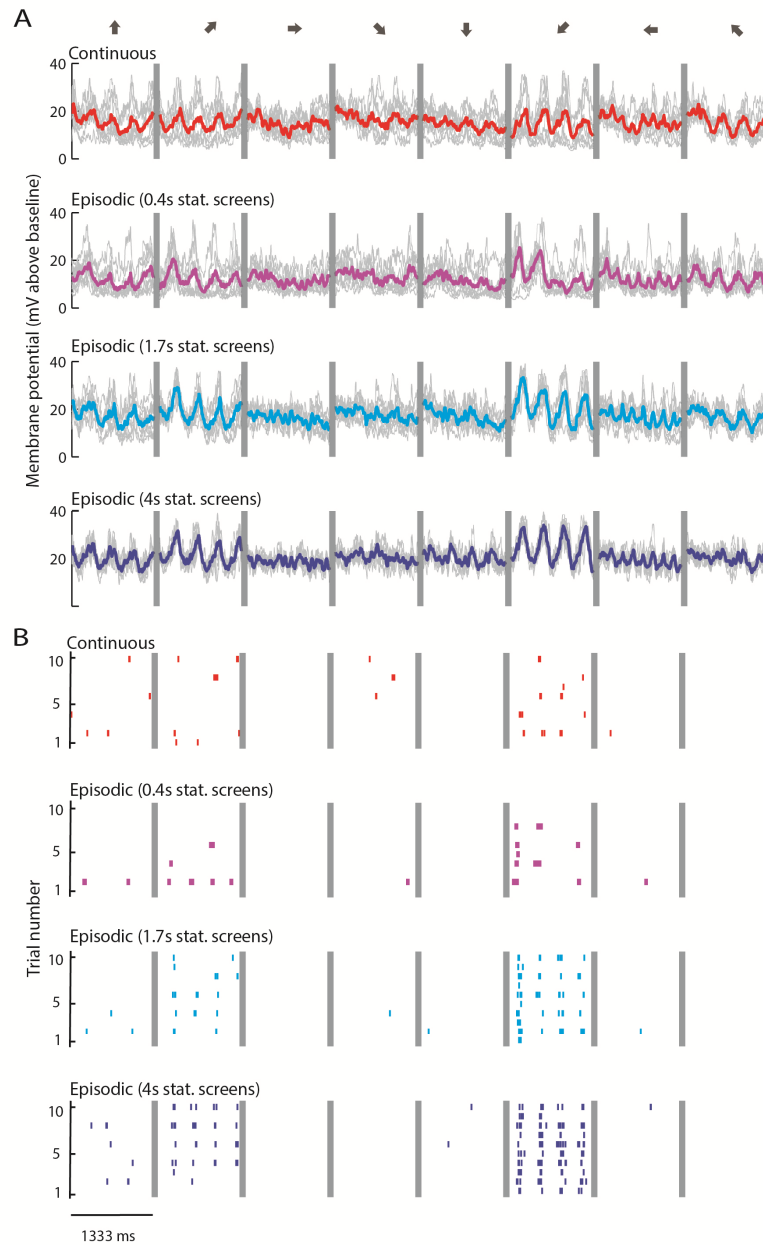 A
Continuous
40
20
0
Episodic (0.4s stat. screens)
40
20
0
Episodic (1.7s stat. screens)
40
20
0
Episodic (4s stat. screens)
40
20
Membrane potential (mV above baseline)
B
Continuous
10
5
1
Episodic (0.4s stat. screens)
10
5
1
Episodic (1.7s stat. screens)
10
5
1
Episodic (4s stat. screens)
10
5
1
Trial number
1333 ms